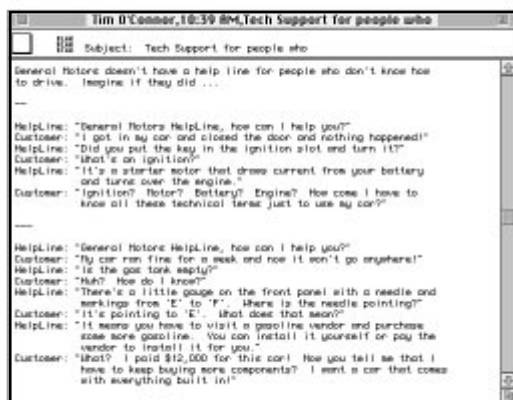 Tim O'Connor,10:39 AM,Tech Support for people who
Subject: Tech Support for people who
General Motors doesn't have a help line for people who don't know how
to drive. Imagine if they did ...
--
HelpLine: "General Motors HelpLine, how can I help you?"
Customer: "I got in my car and closed the door and nothing happened!"
HelpLine: "Did you put the key in the ignition slot and turn it?"
Customer: "What's an ignition?"
HelpLine: "It's a starter motor that draws current from your battery
and turns over the engine."
Customer: "Ignition? Motor? Battery? Engine? How come I have to
know all these technical terms just to use my car?"
---
HelpLine: "General Motors HelpLine, how can I help you?"
Customer: "My car ran fine for a week and now it won't go anywhere!"
HelpLine: "Is the gas tank empty?"
Customer: "Huh? How do I know?"
HelpLine: "There's a little gauge on the front panel with a needle and
markings from 'E' to 'F'. Where is the needle pointing?"
Customer: "It's pointing to 'E'. What does that mean?"
HelpLine: "It means you have to visit a gasoline vendor and purchase
some more gasoline. You can install it yourself or pay the
vendor to install it for you."
Customer: "What? I paid $12,000 for this car! Now you tell me that I
have to keep buying more components? I want a car that comes
with everything built in!"